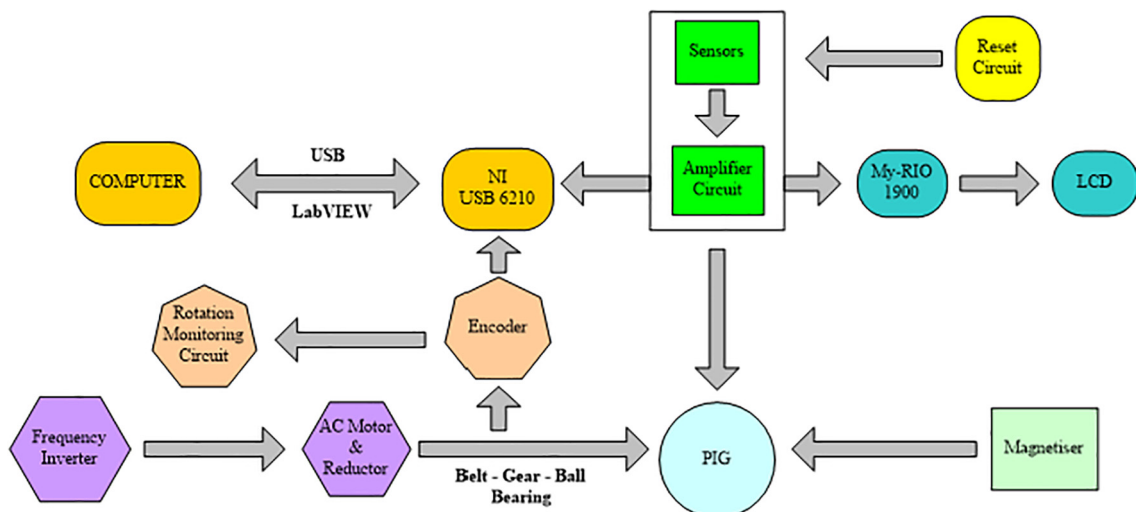 Sensors
Reset
Circuit
COMPUTER
USB
LabVIEW
NI
USB 6210
Amplifier
Circuit
My-RIO
1900
LCD
Rotation
Monitoring
Circuit
Encoder
Frequency
Inverter
AC Motor
&
Reductor
Belt - Gear - Ball
Bearing
PIG
Magnetiser